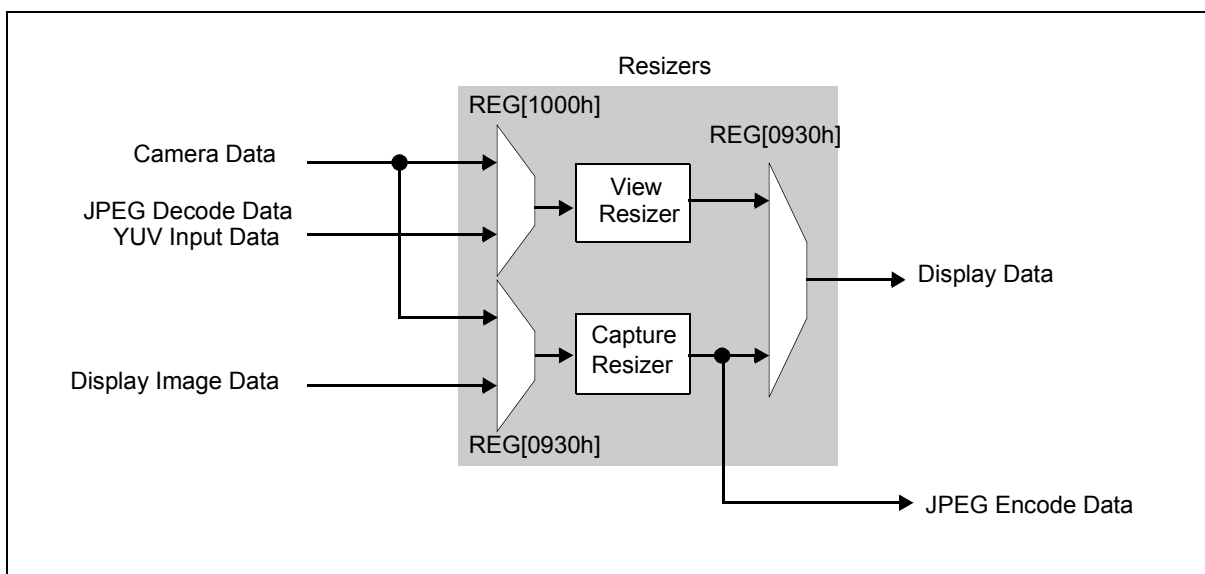 Resizers
REG[1000h]
REG[0930h]
Camera Data
View
Resizer
JPEG Decode Data
YUV Input Data
Display Data
Capture
Resizer
Display Image Data
REG[0930h]
JPEG Encode Data